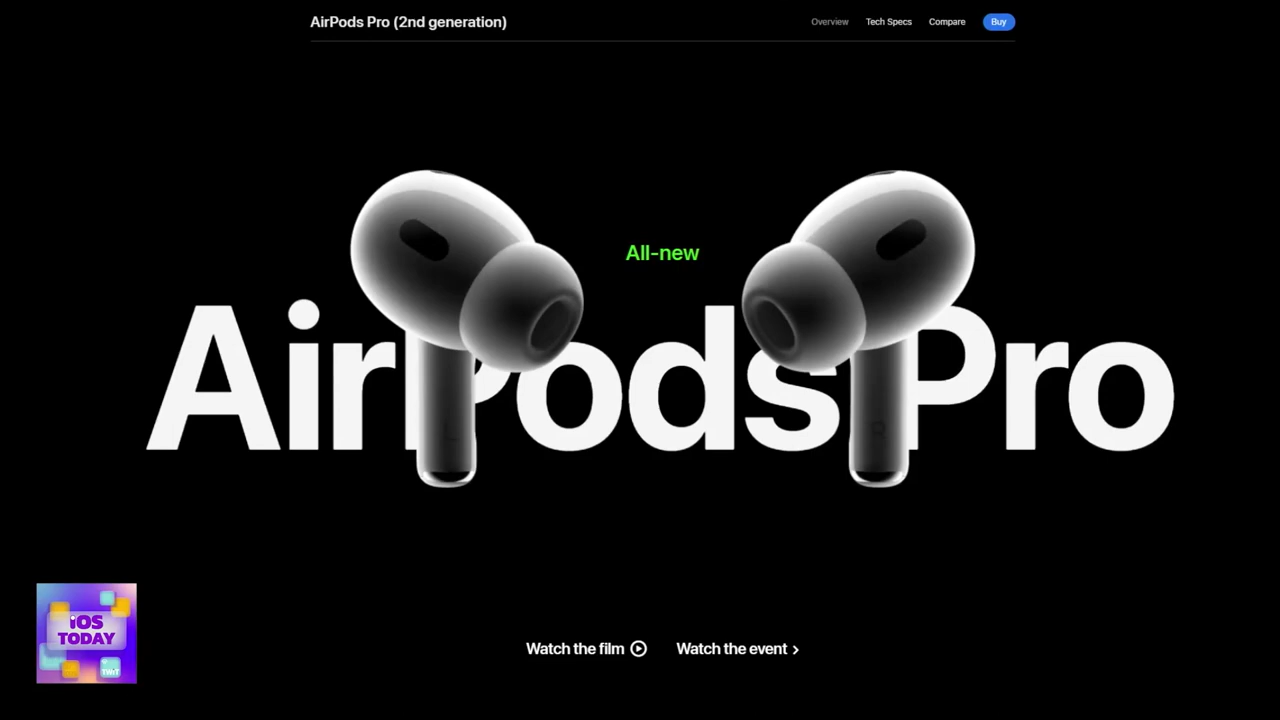 AirPods Pro (2nd generation)
Overview
Tech Specs
Compare
Buy
All-new
AirPods Pro
L
R
iOS
TODAY
TWiT
Watch the film
Watch the event